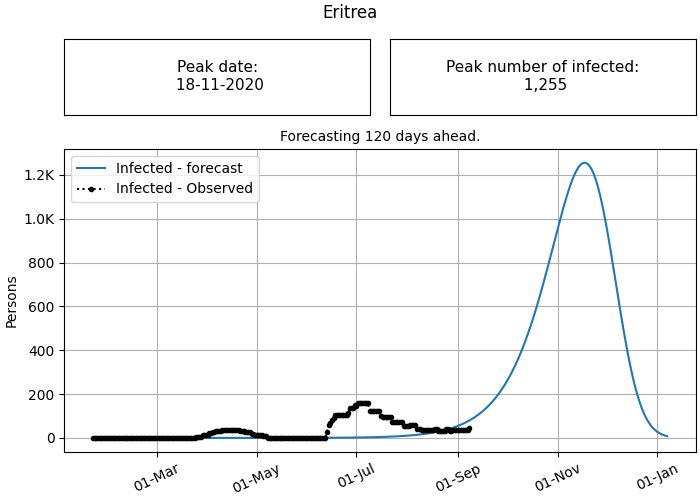 Eritrea
Peak date:
18-11-2020
Peak number of infected:
1,255
Forecasting 120 days ahead.
Infected - forecast
Infected - Observed
Persons
1.2K
1.0K
800
600
400
200
0
01-Mar
01-May
01-Jul
01-Sep
01-Nov
01-Jan